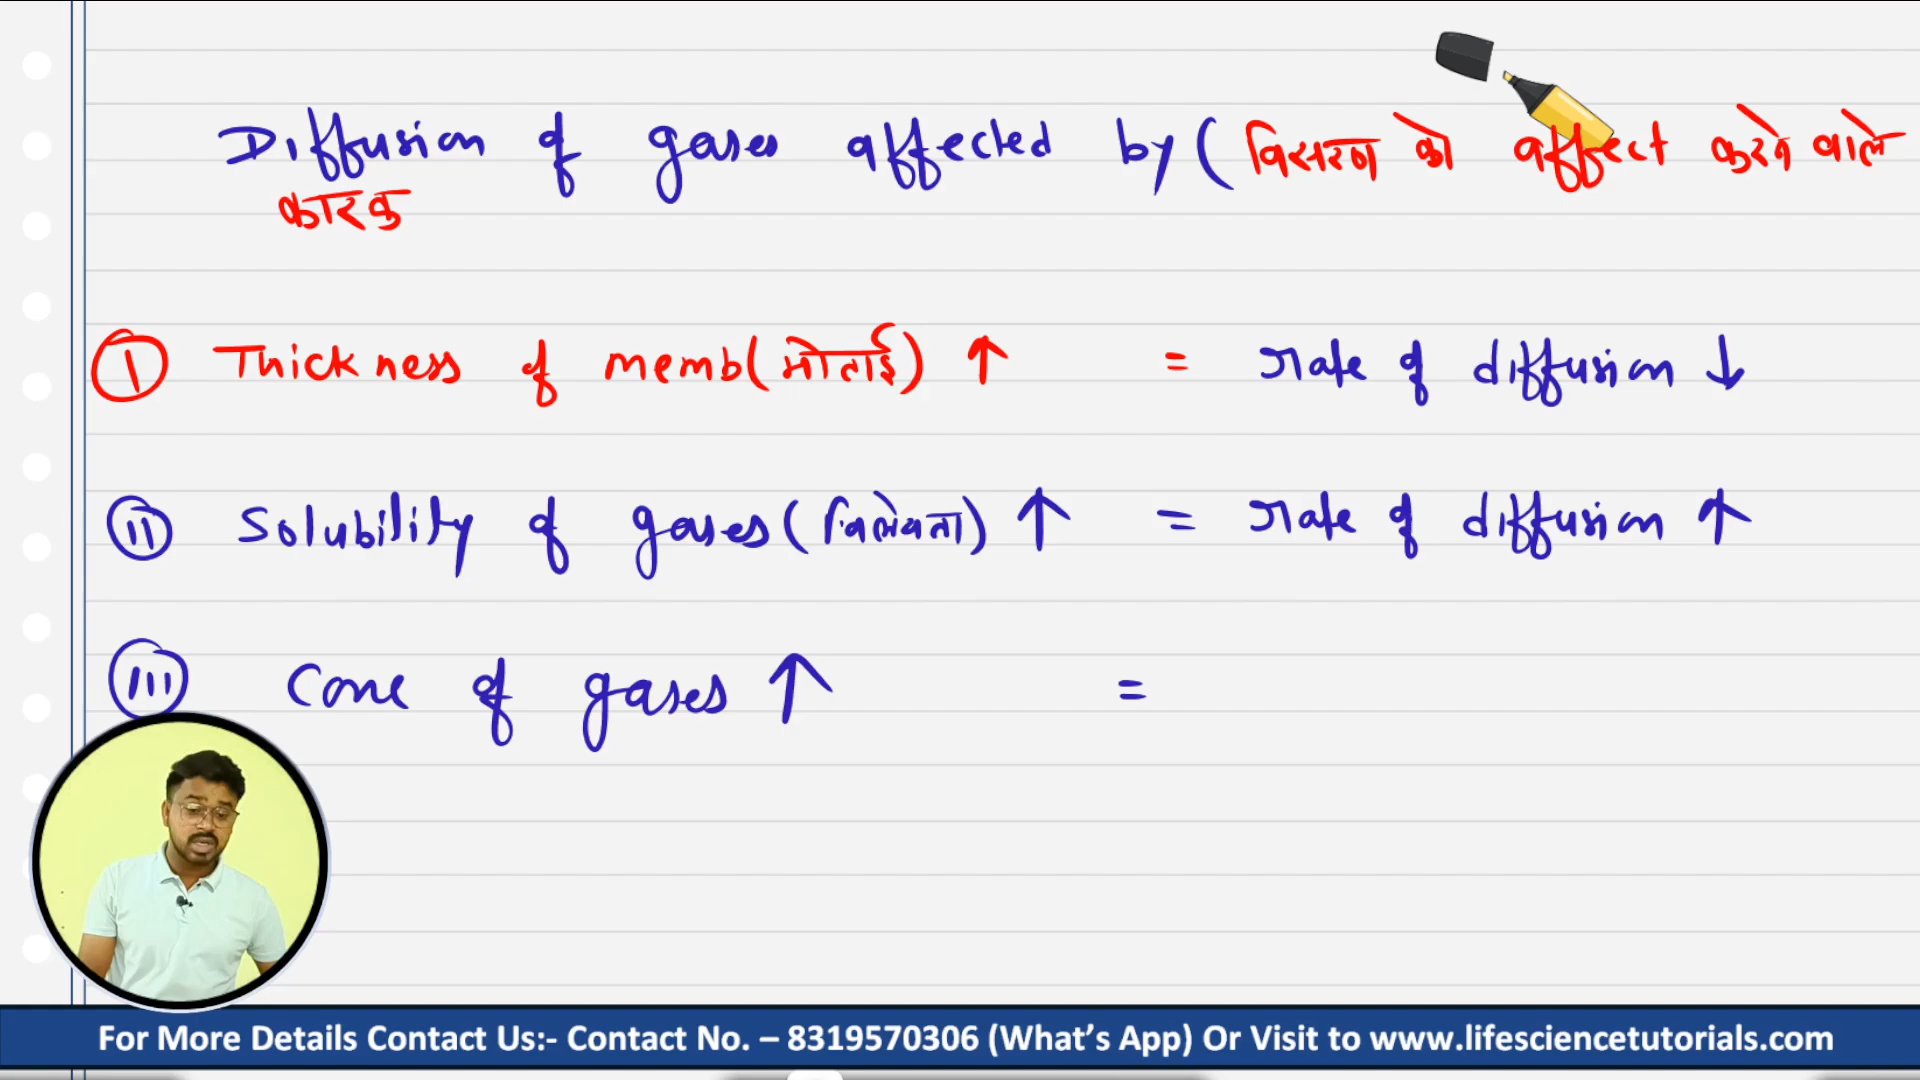 Diffusion of gases affected by ( विसरण को affect करने वाले
कारक
I Thickness of memb(मोटाई) ↑ = rate of diffusion ↓
II Solubility of gases( विलेयता) ↑ = rate of diffusion ↑
III Conc of gases ↑ =
For More Details Contact Us:- Contact No. – 8319570306 (What’s App) Or Visit to www.lifesciencetutorials.com